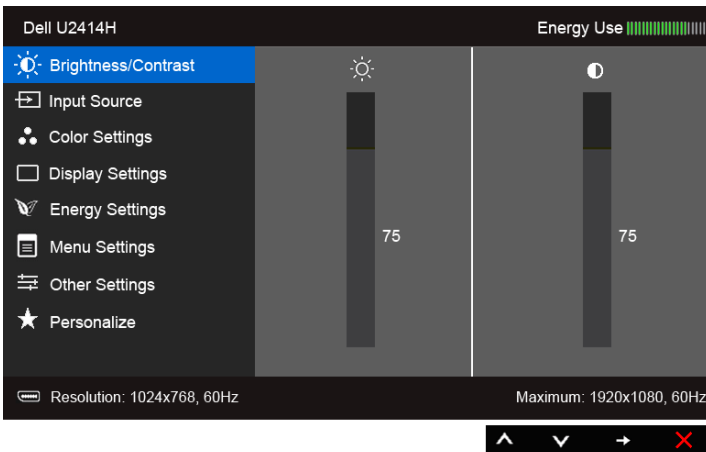 Dell U2414H
Energy Use
Brightness/Contrast
Input Source
Color Settings
Display Settings
Energy Settings
Menu Settings
Other Settings
Personalize
75
75
Resolution: 1024x768, 60Hz
Maximum: 1920x1080, 60Hz